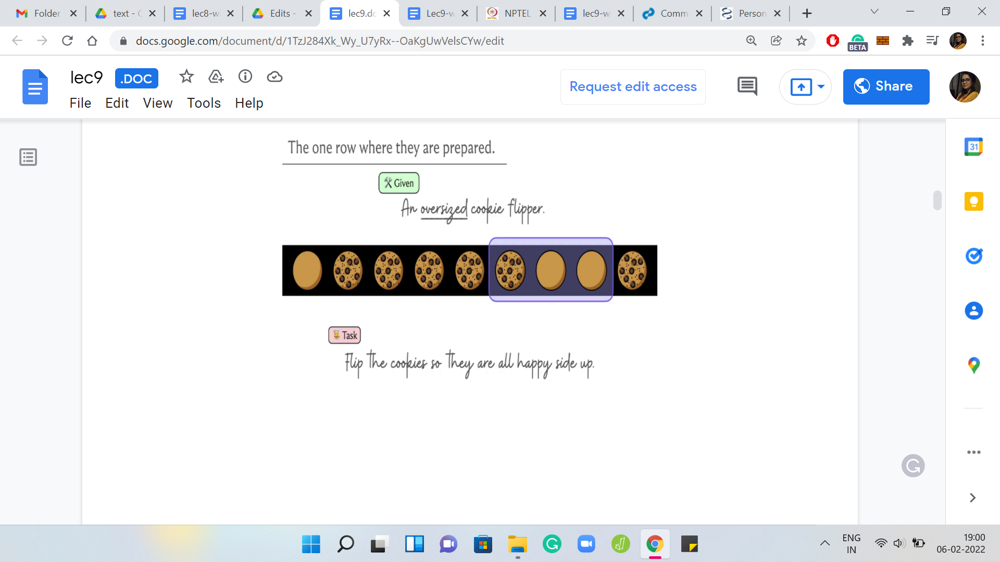 Folder
text - G
lec8-w
Edits -
lec9.dc
Lec9-w
NPTEL
lec9-w
Comm
Person
docs.google.com/document/d/1TzJ284Xk_Wy_U7yRx--OaKgUwVelsCYw/edit
BETA
lec9 .DOC
Request edit access
Share
File Edit View Tools Help
31
The one row where they are prepared.
Given
An oversized cookie flipper.
Task
Flip the cookies so they are all happy side up.
ENG
IN
19:00
06-02-2022